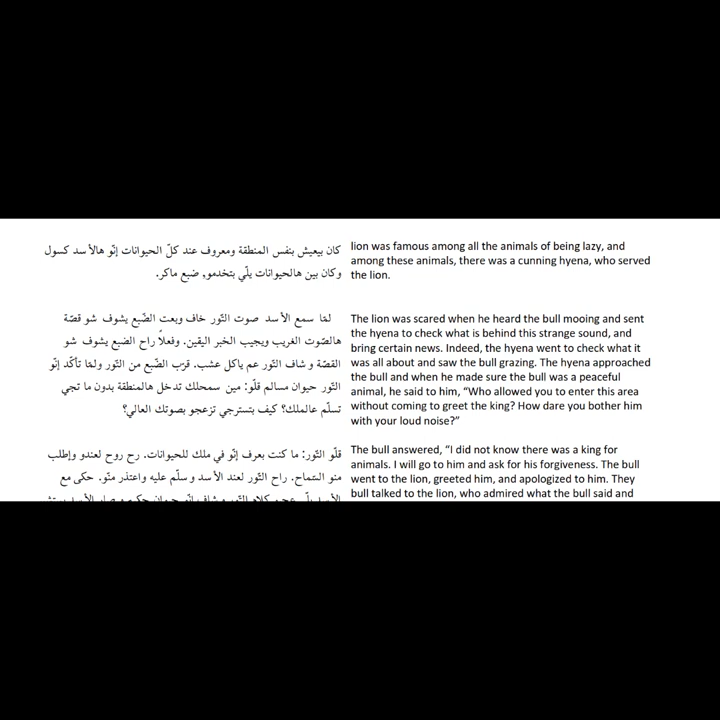 كان بيعيش بنفس المنطقة ومعروف عند كلّ الحيوانات إنّو هالأسد كسول
وكان بين هالحيوانات يلّي بتخدمو, ضبع ماكر.
لمّا سمع الأسد صوت التّور خاف وبعت الضّبع يشوف شو قصّة
هالصّوت الغريب ويجيب الخبر اليقين. وفعلاً راح الضبع يشوف شو
القصّة و شاف التّور عم ياكل عشب. قرّب الضّبع من التّور ولمّا تأكّد إنّو
التّور حيوان مسالم قلّو: مين سمحلك تدخل هالمنطقة بدون ما تجي
تسلّم عالملك؟ كيف بتسترجي تزعجو بصوتك العالي؟
قلّو التّور: ما كنت بعرف إنّو في ملك للحيوانات. رح روح لعندو وإطلب
منو السّماح. راح التّور لعند الأسد و سلّم عليه واعتذر منّو. حكى مع
lion was famous among all the animals of being lazy, and
among these animals, there was a cunning hyena, who served
the lion.
The lion was scared when he heard the bull mooing and sent
the hyena to check what is behind this strange sound, and
bring certain news. Indeed, the hyena went to check what it
was all about and saw the bull grazing. The hyena approached
the bull and when he made sure the bull was a peaceful
animal, he said to him, “Who allowed you to enter this area
without coming to greet the king? How dare you bother him
with your loud noise?”
The bull answered, “I did not know there was a king for
animals. I will go to him and ask for his forgiveness. The bull
went to the lion, greeted him, and apologized to him. They
bull talked to the lion, who admired what the bull said and